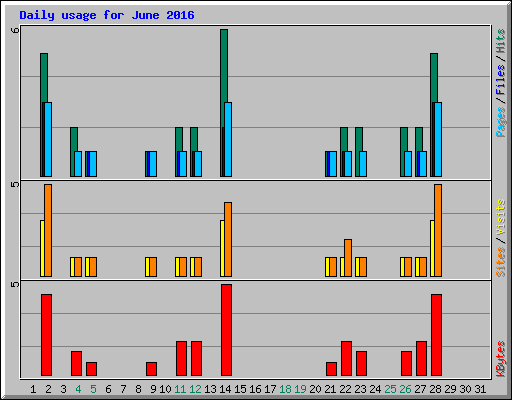 Daily usage for June 2016
6
Pages / Files / Hits
5
Sites / Visits
5
KBytes
1 2 3 4 5 6 7 8 9 10 11 12 13 14 15 16 17 18 19 20 21 22 23 24 25 26 27 28 29 30 31